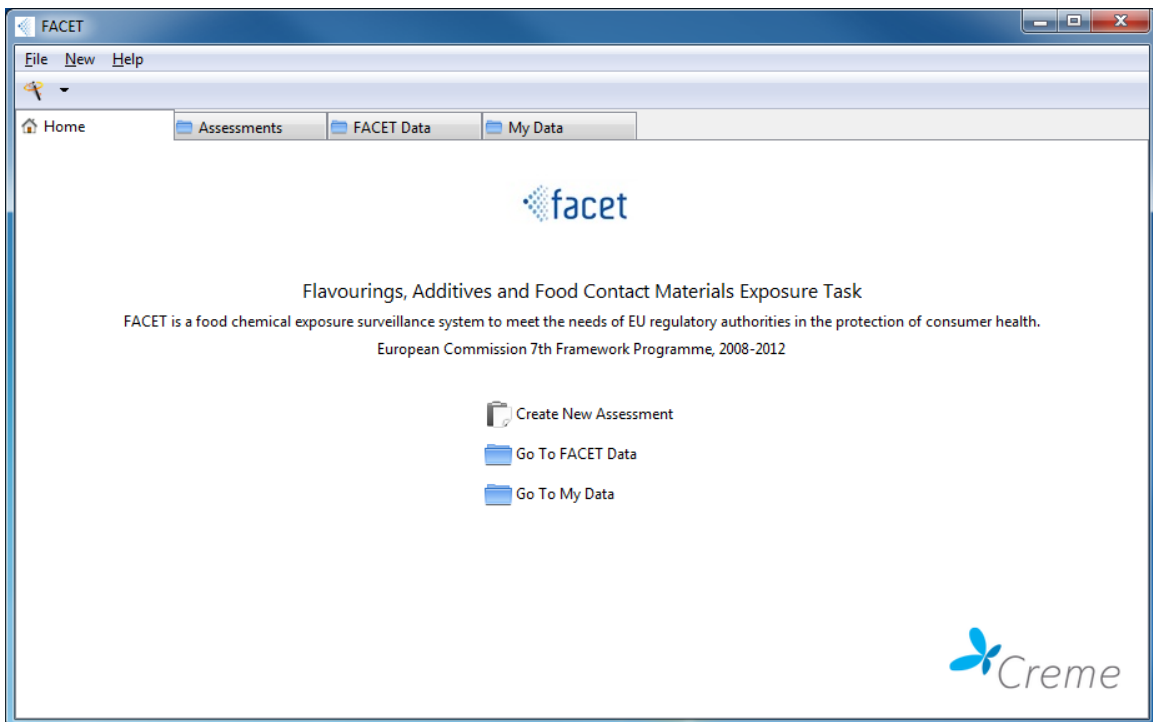 FACET
File New Help
Home Assessments FACET Data My Data
facet
Flavourings, Additives and Food Contact Materials Exposure Task
FACET is a food chemical exposure surveillance system to meet the needs of EU regulatory authorities in the protection of consumer health.
European Commission 7th Framework Programme, 2008-2012
Create New Assessment
Go To FACET Data
Go To My Data
Creme